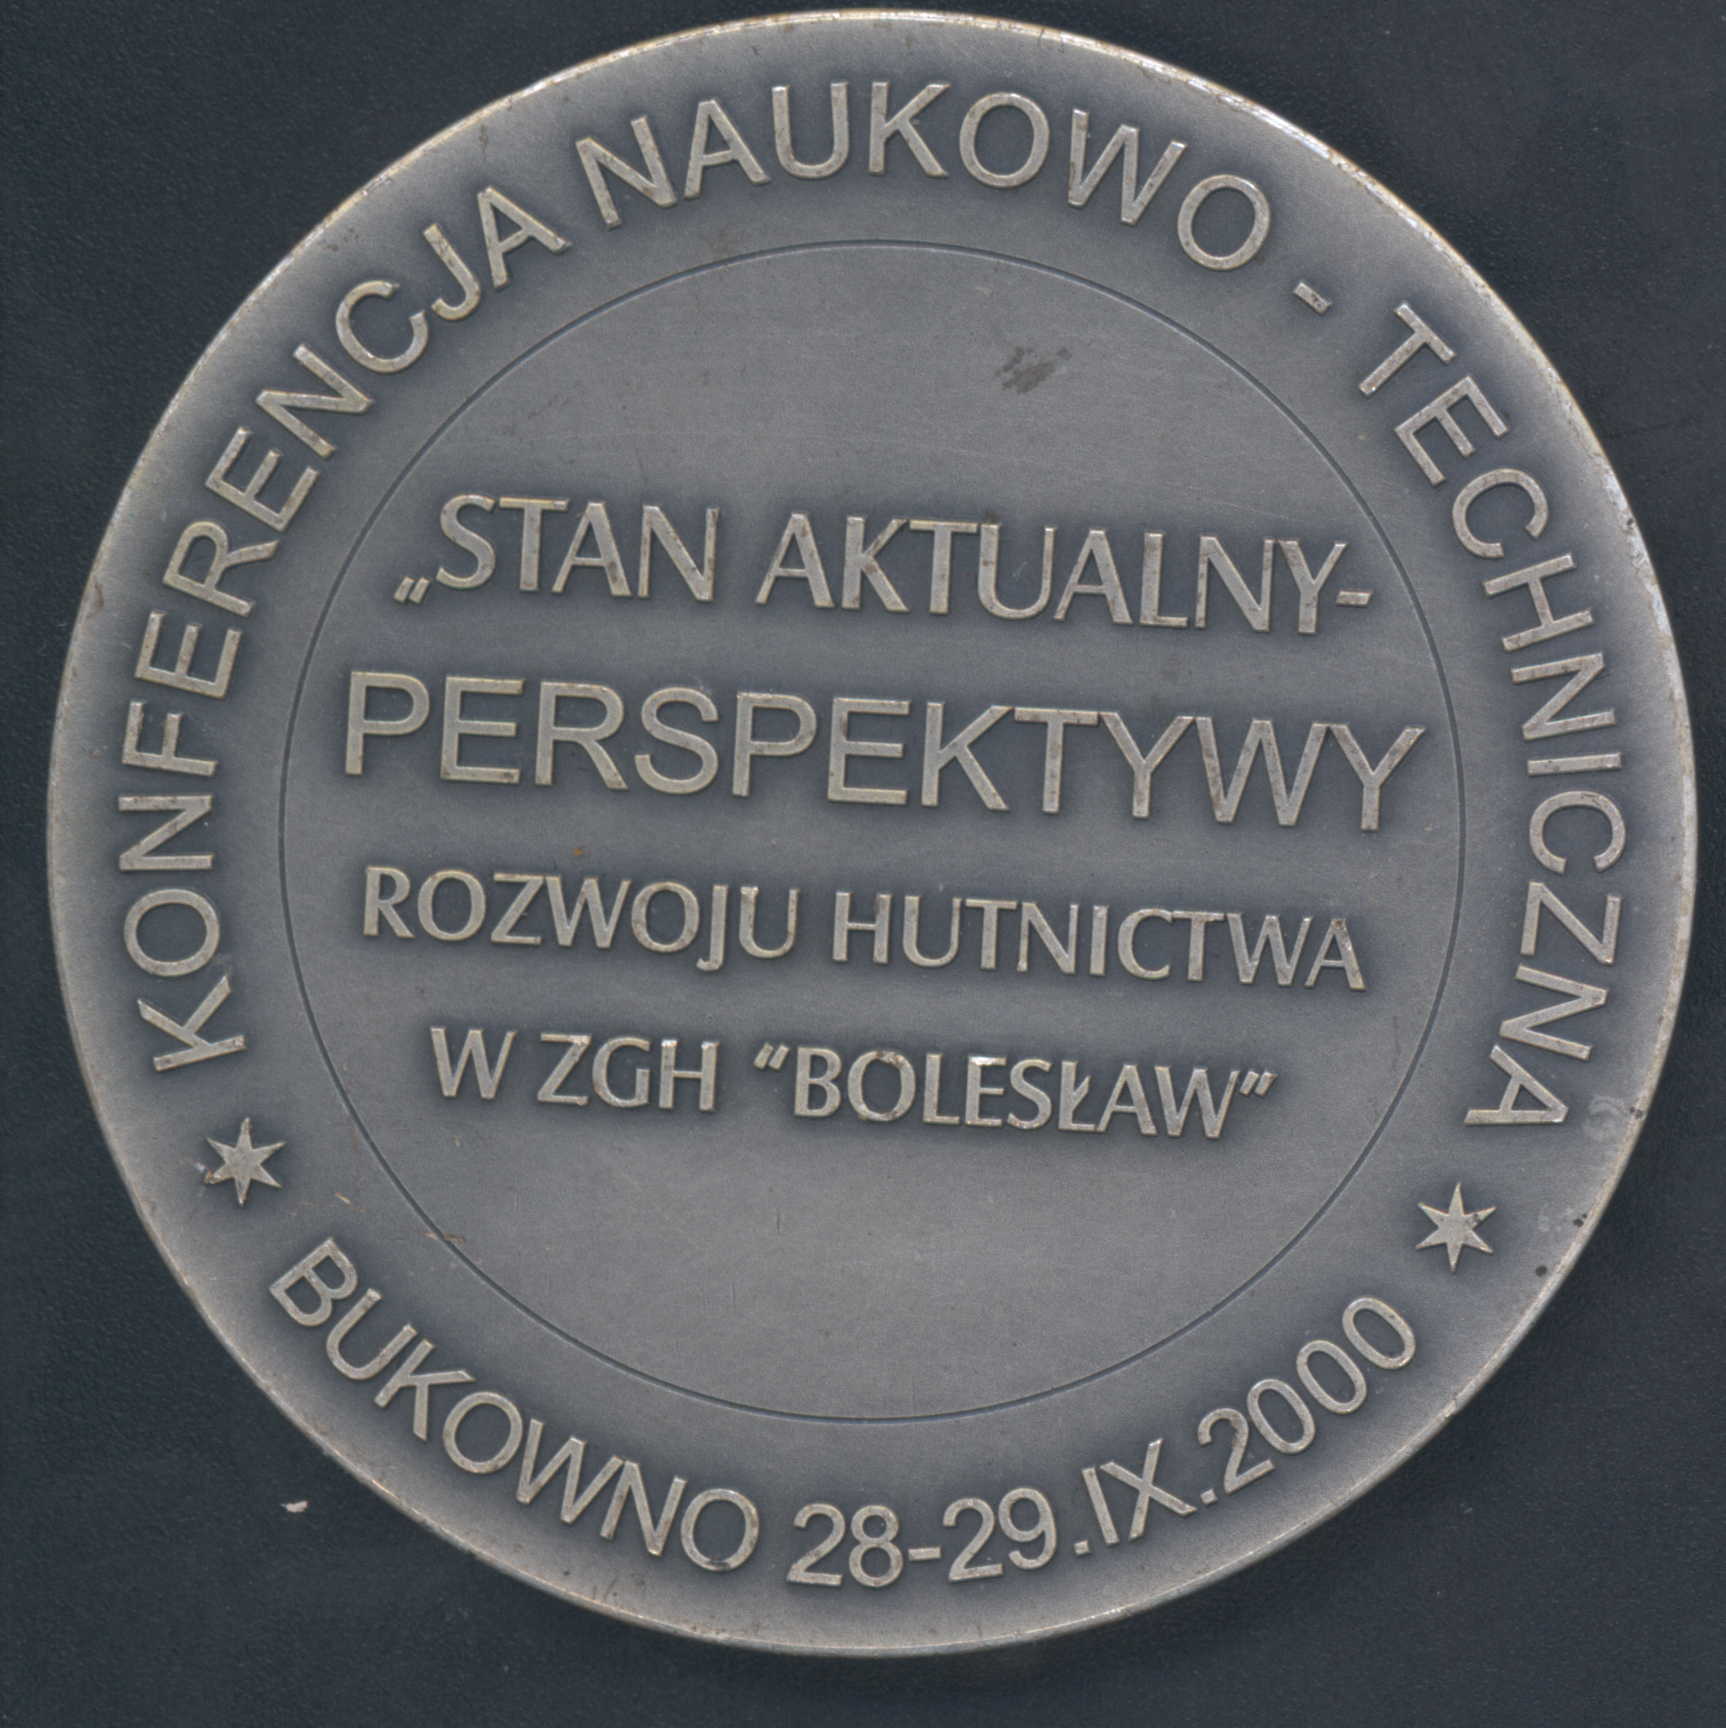 KONFERENCJA NAUKOWO - TECHNICZNA
„STAN AKTUALNY-
PERSPEKTYWY
ROZWOJU HUTNICTWA
W ZGH "BOLESŁAW"
BUKOWNO 28-29.IX.2000